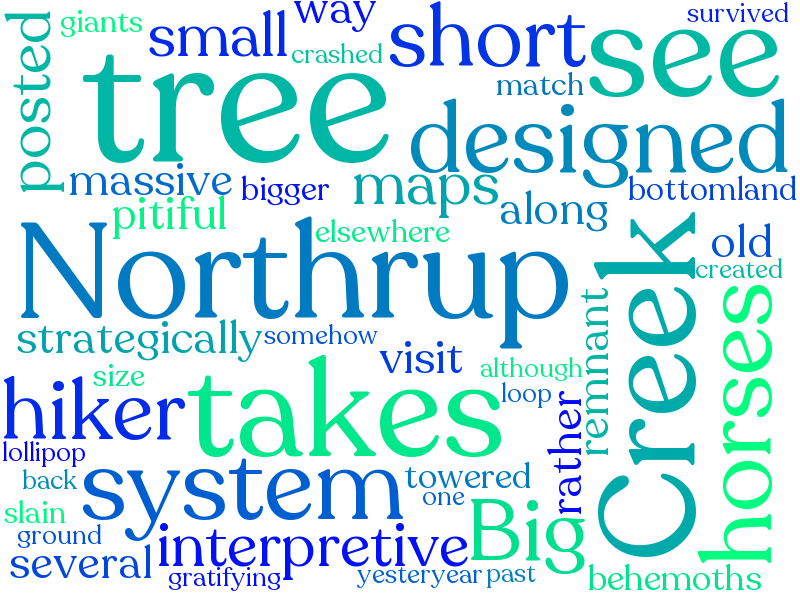 giants
way
survived
small
crashed
short
see
posted
tree
match
designed
massive
bigger
maps
bottomland
pitiful
along
elsewhere
old
Northrup
Creek
created
strategically
somehow
horses
remnant
visit
although
size
takes
loop
hiker
rather
lollipop
back
system
towered
one
slain
Big
ground
interpretive
several
gratifying
yesteryear
past
behemoths